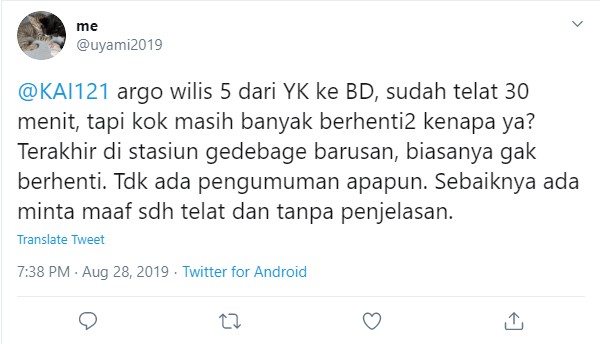 me
@uyami2019
@KAI121 argo wilis 5 dari YK ke BD, sudah telat 30
menit, tapi kok masih banyak berhenti2 kenapa ya?
Terakhir di stasiun gedebage barusan, biasanya gak
berhenti. Tdk ada pengumuman apapun. Sebaiknya ada
minta maaf sdh telat dan tanpa penjelasan.
Translate Tweet
7:38 PM · Aug 28, 2019 · Twitter for Android